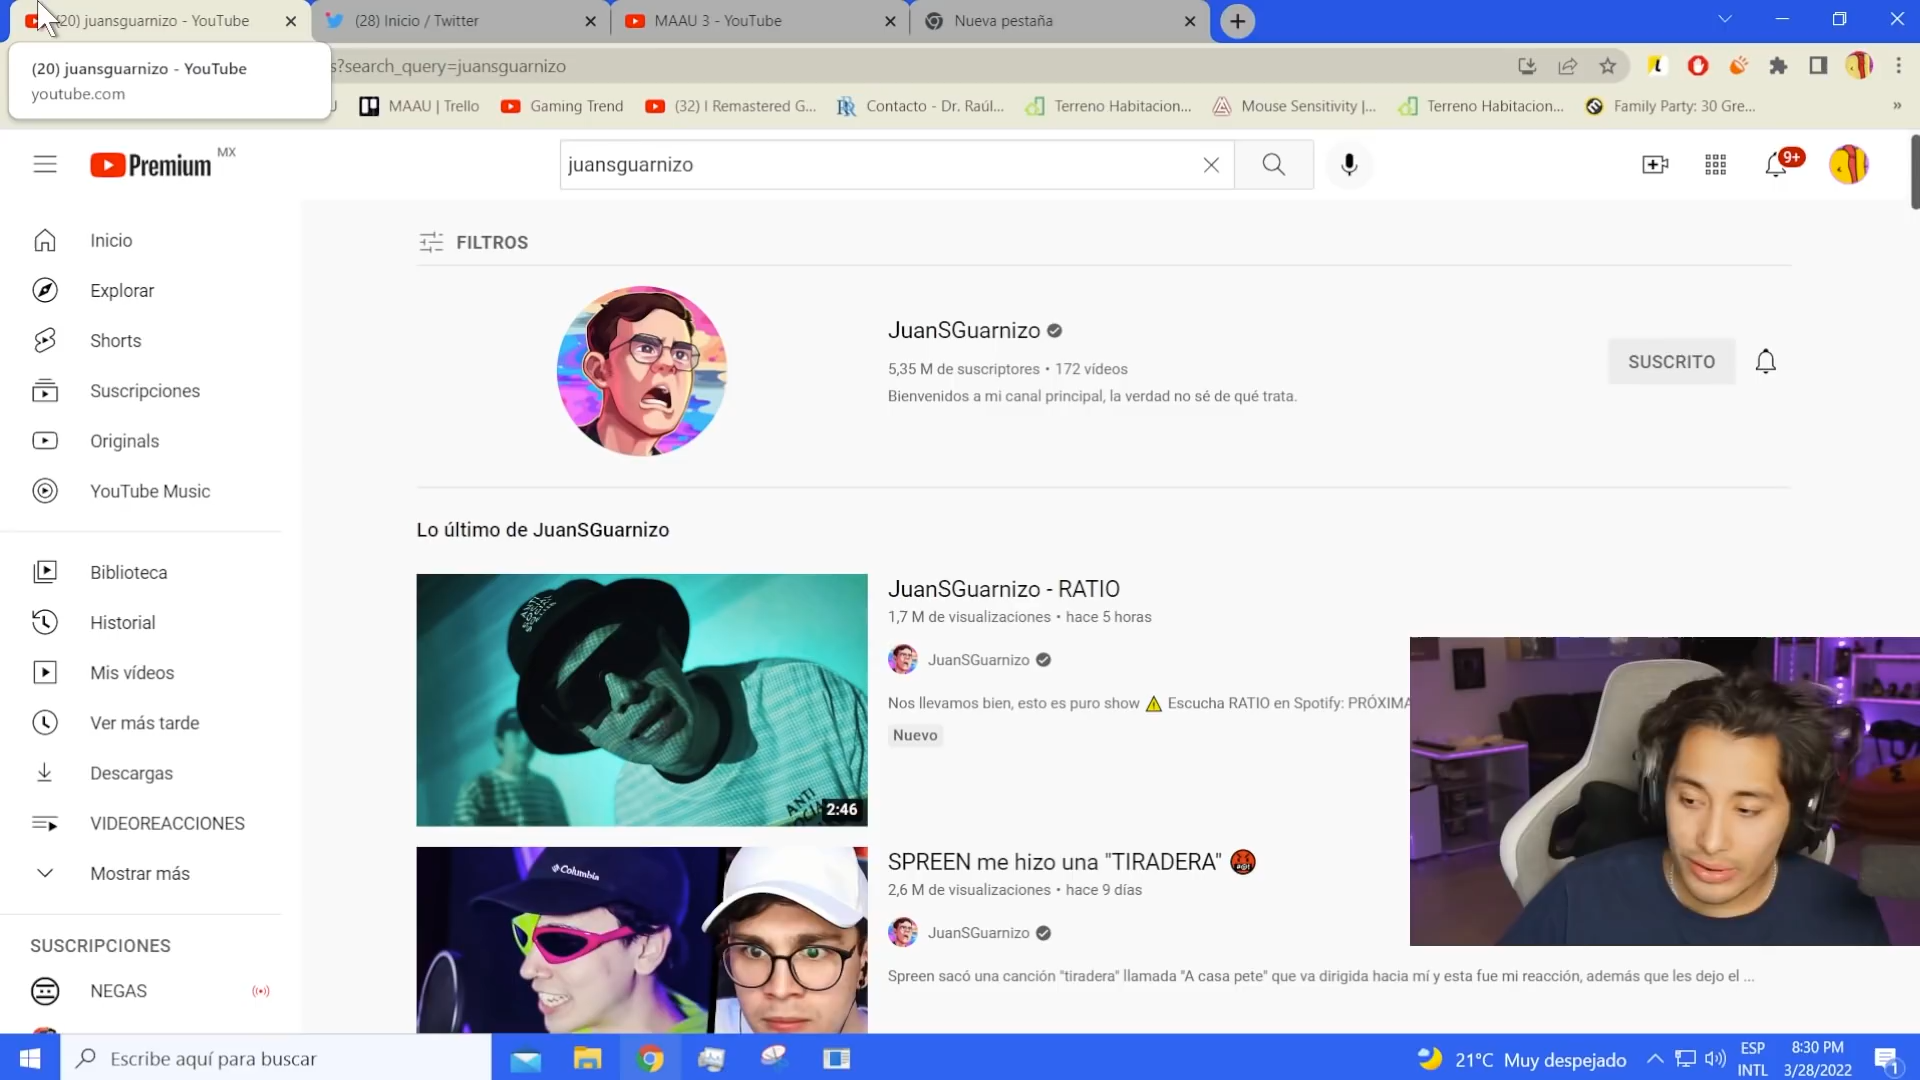 (20) juansguarnizo - YouTube
(28) Inicio / Twitter
MAAU 3 - YouTube
Nueva pestaña
(20) juansguarnizo - YouTube
youtube.com
s?search_query=juansguarnizo
MAAU | Trello
Gaming Trend
(32) I Remastered G...
Contacto - Dr. Raúl...
Terreno Habitacion...
Mouse Sensitivity |...
Terreno Habitacion...
Family Party: 30 Gre...
»
Premium MX
juansguarnizo
9+
Inicio
Explorar
Shorts
Suscripciones
Originals
YouTube Music
Biblioteca
Historial
Mis vídeos
Ver más tarde
Descargas
VIDEOREACCIONES
Mostrar más
SUSCRIPCIONES
NEGAS
FILTROS
JuanSGuarnizo
5,35 M de suscriptores • 172 vídeos
Bienvenidos a mi canal principal, la verdad no sé de qué trata.
SUSCRITO
Lo último de JuanSGuarnizo
ANTI
SOCIAL
ANTI
2:46
JuanSGuarnizo - RATIO
1,7 M de visualizaciones • hace 5 horas
JuanSGuarnizo
Nos llevamos bien, esto es puro show ⚠ Escucha RATIO en Spotify: PRÓXIMA
Nuevo
Columbia
SPREEN me hizo una "TIRADERA" 🤬
2,6 M de visualizaciones • hace 9 días
JuanSGuarnizo
Spreen sacó una canción "tiradera" llamada "A casa pete" que va dirigida hacia mí y esta fue mi reacción, además que les dejo el ...
Escribe aquí para buscar
21°C Muy despejado
ESP
INTL
8:30 PM
3/28/2022
1